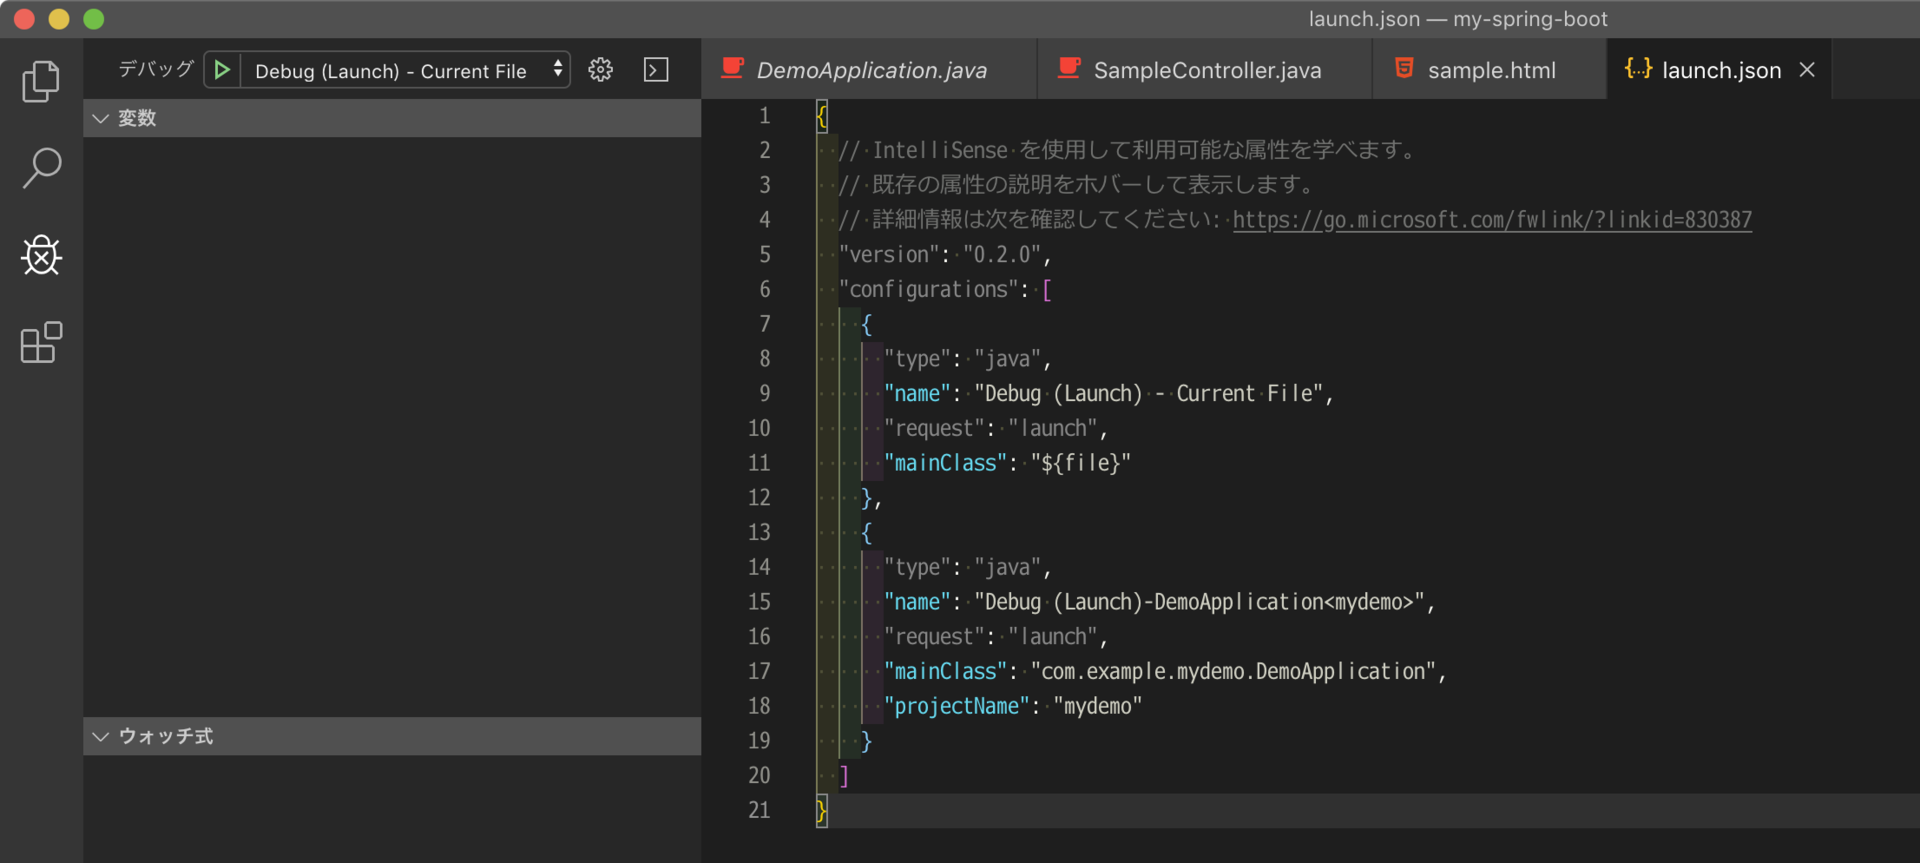 launch.json — my-spring-boot
デバッグ
Debug (Launch) - Current File
DemoApplication.java
SampleController.java
sample.html
launch.json
変数
ウォッチ式
1 {
2 // IntelliSense を使用して利用可能な属性を学べます。
3 // 既存の属性の説明をホバーして表示します。
4 // 詳細情報は次を確認してください: https://go.microsoft.com/fwlink/?linkid=830387
5 "version": "0.2.0",
6 "configurations": [
7 {
8 "type": "java",
9 "name": "Debug (Launch) - Current File",
10 "request": "launch",
11 "mainClass": "${file}"
12 },
13 {
14 "type": "java",
15 "name": "Debug (Launch)-DemoApplication<mydemo>",
16 "request": "launch",
17 "mainClass": "com.example.mydemo.DemoApplication",
18 "projectName": "mydemo"
19 }
20 ]
21 }